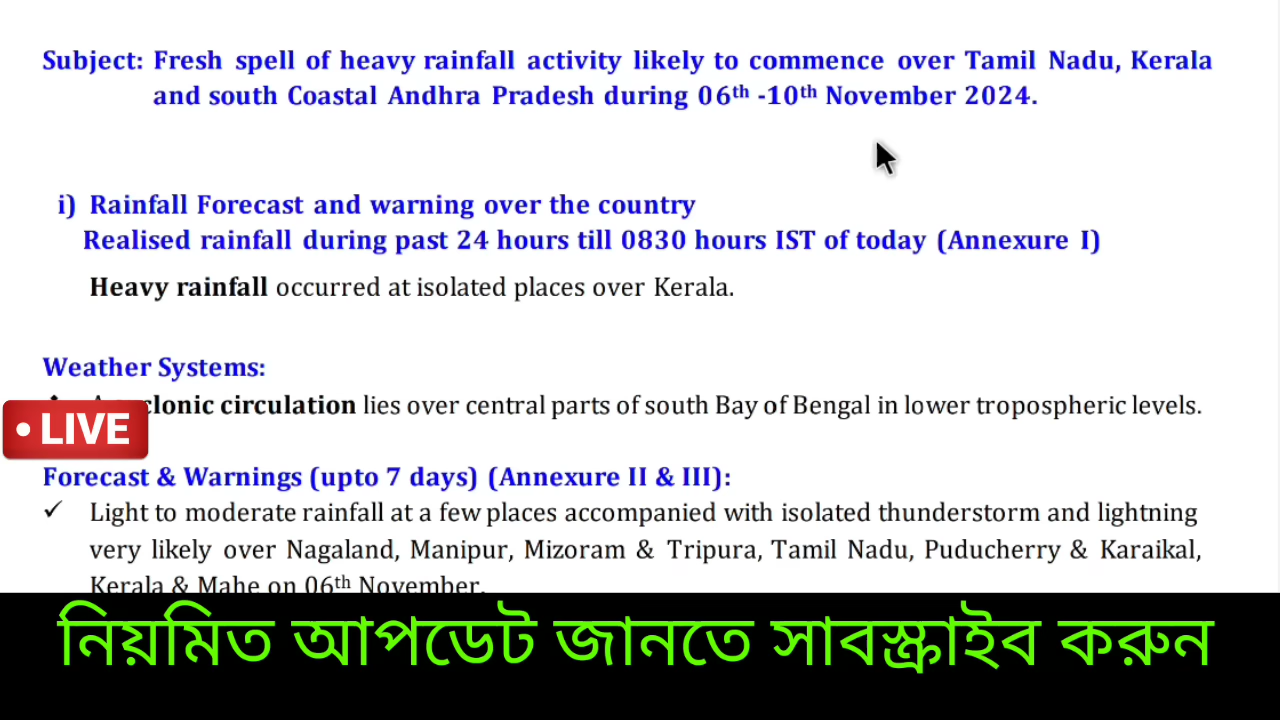 Subject: Fresh spell of heavy rainfall activity likely to commence over Tamil Nadu, Kerala
and south Coastal Andhra Pradesh during 06th -10th November 2024.
i) Rainfall Forecast and warning over the country
Realised rainfall during past 24 hours till 0830 hours IST of today (Annexure I)
Heavy rainfall occurred at isolated places over Kerala.
Weather Systems:
circulation lies over central parts of south Bay of Bengal in lower tropospheric levels.
• LIVE
Forecast & Warnings (upto 7 days) (Annexure II & III):
✓ Light to moderate rainfall at a few places accompanied with isolated thunderstorm and lightning
very likely over Nagaland, Manipur, Mizoram & Tripura, Tamil Nadu, Puducherry & Karaikal,
Kerala & Mahe on 06th November.
নিয়মিত আপডেট জানতে সাবস্ক্রাইব করুন